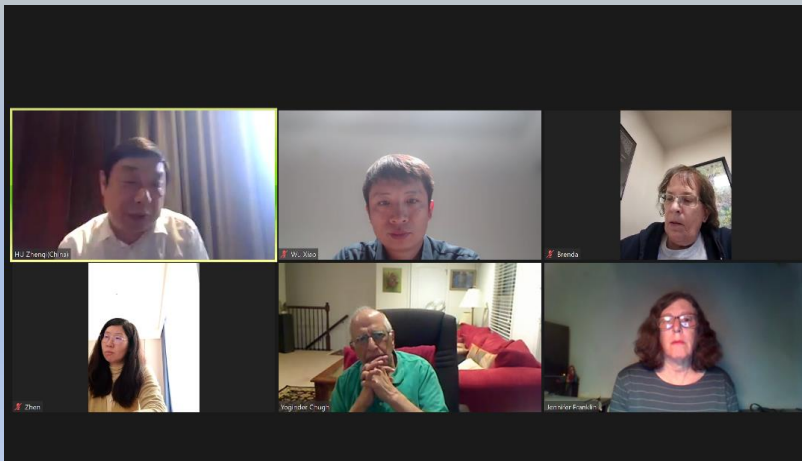 HU Zheng(China)
Wu Xiao
Brenda
Zhen
Yoginder Chugh
Jennifer Franklin